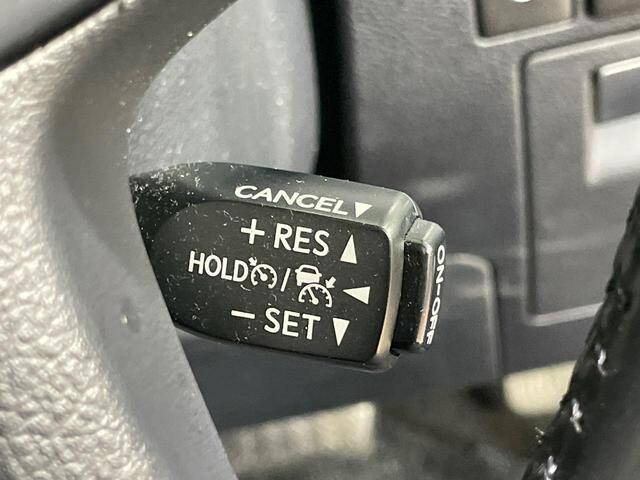 CANCEL▼
+ RES ▲
HOLD / ◄
− SET ▼
ON-OFF